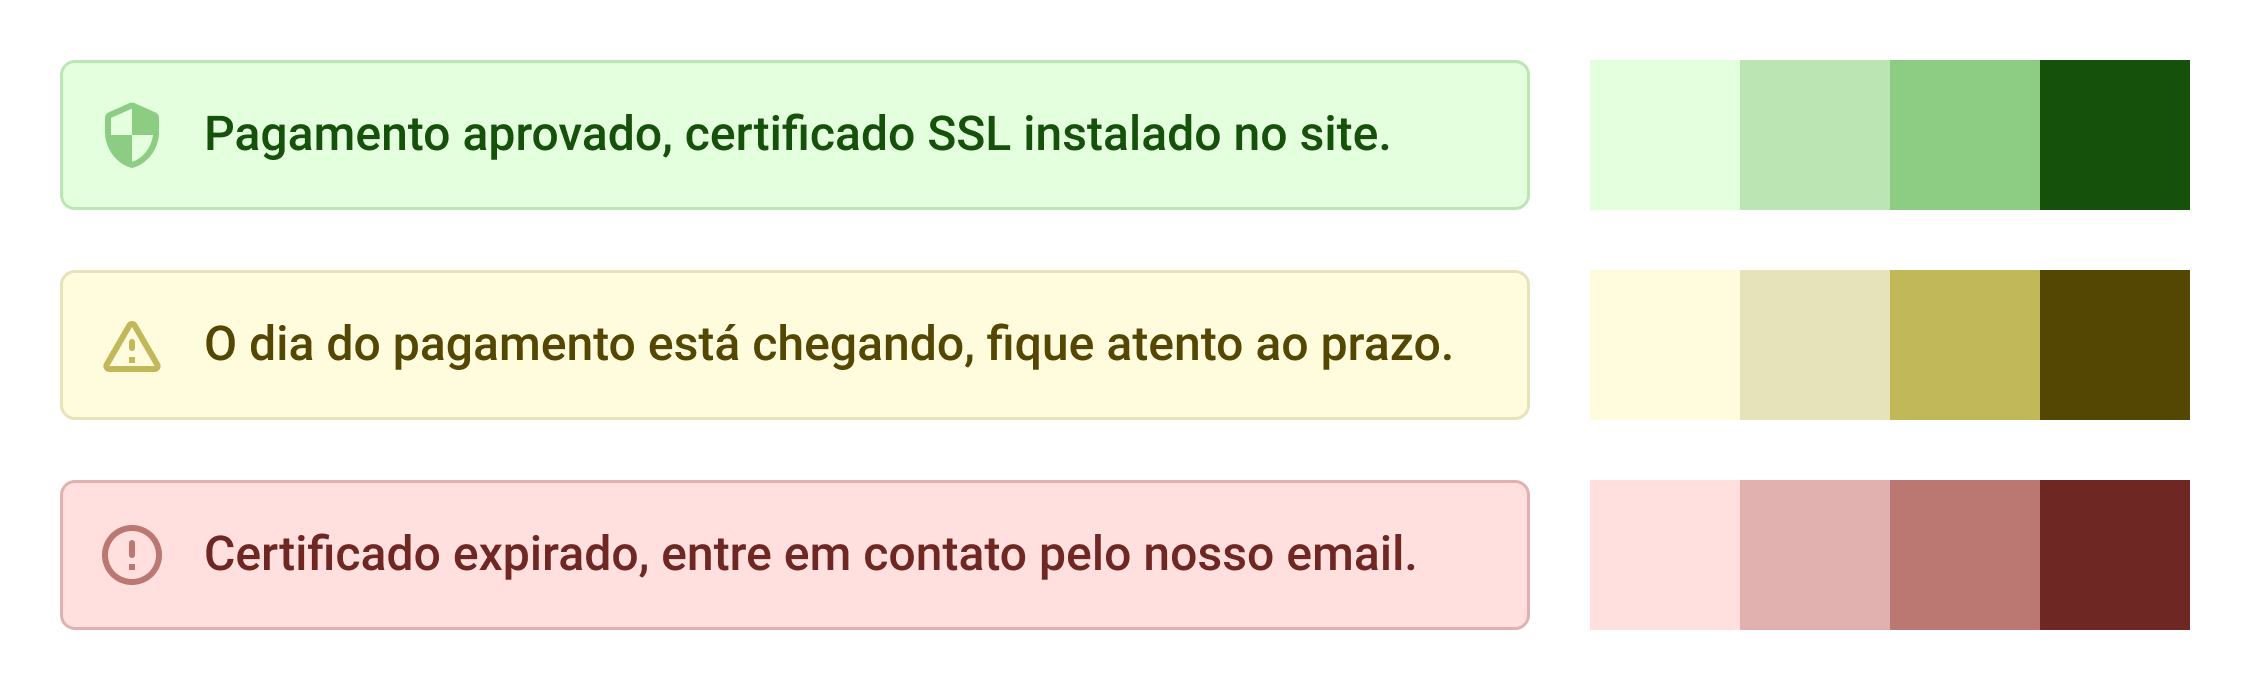 Pagamento aprovado, certificado SSL instalado no site.
O dia do pagamento está chegando, fique atento ao prazo.
Certificado expirado, entre em contato pelo nosso email.